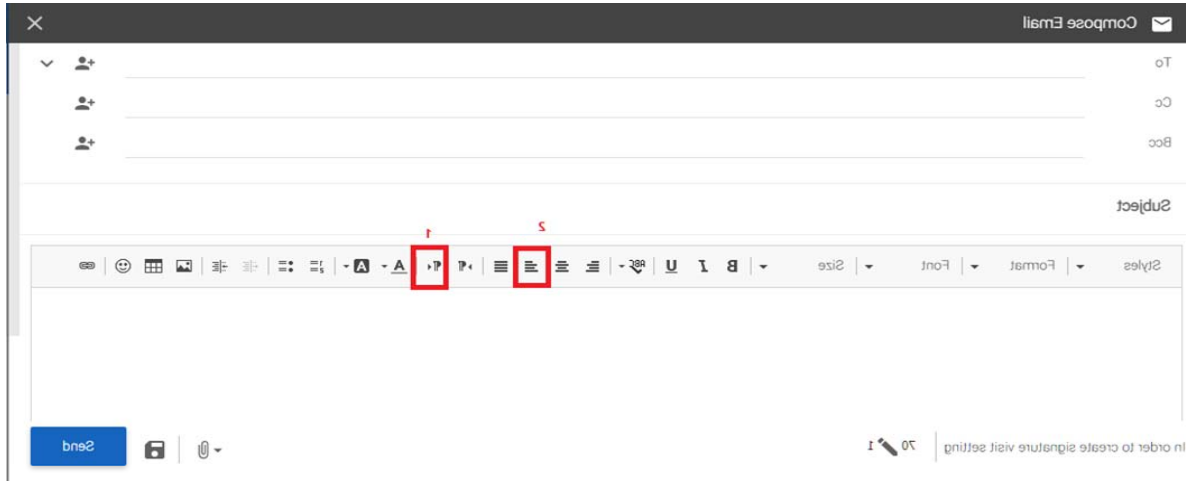 Compose Email
To
Cc
Bcc
Subject
2 1
Styles Format Font Size B I U ABC A A
In order to create signature visit setting 70 1 Send